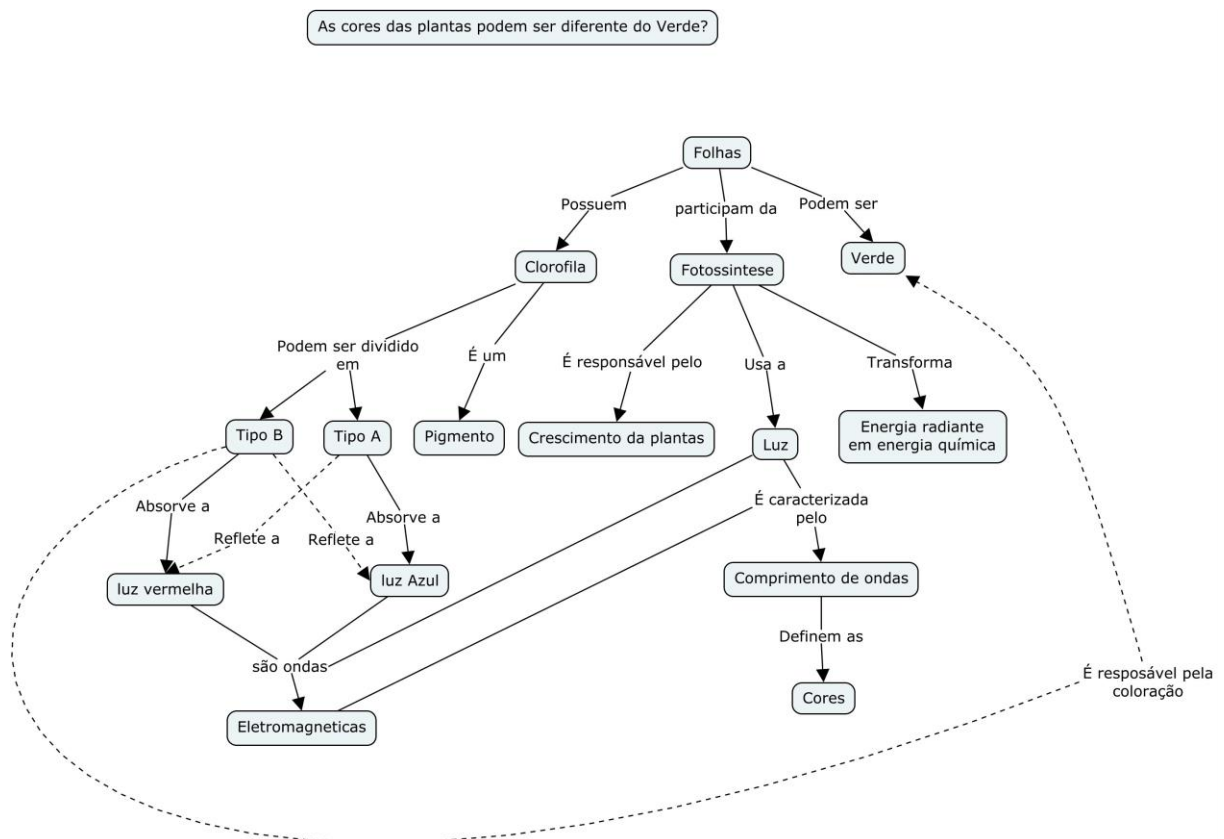 As cores das plantas podem ser diferente do Verde?
Folhas
Possuem
participam da
Podem ser
Clorofila
Fotossintese
Verde
Podem ser dividido
em
É um
É responsável pelo
Usa a
Transforma
Tipo B
Tipo A
Pigmento
Crescimento da plantas
Luz
Energia radiante
em energia química
Absorve a
Reflete a
Reflete a
Absorve a
É caracterizada
pelo
luz vermelha
luz Azul
Comprimento de ondas
Definem as
são ondas
Eletromagneticas
Cores
É resposável pela
coloração